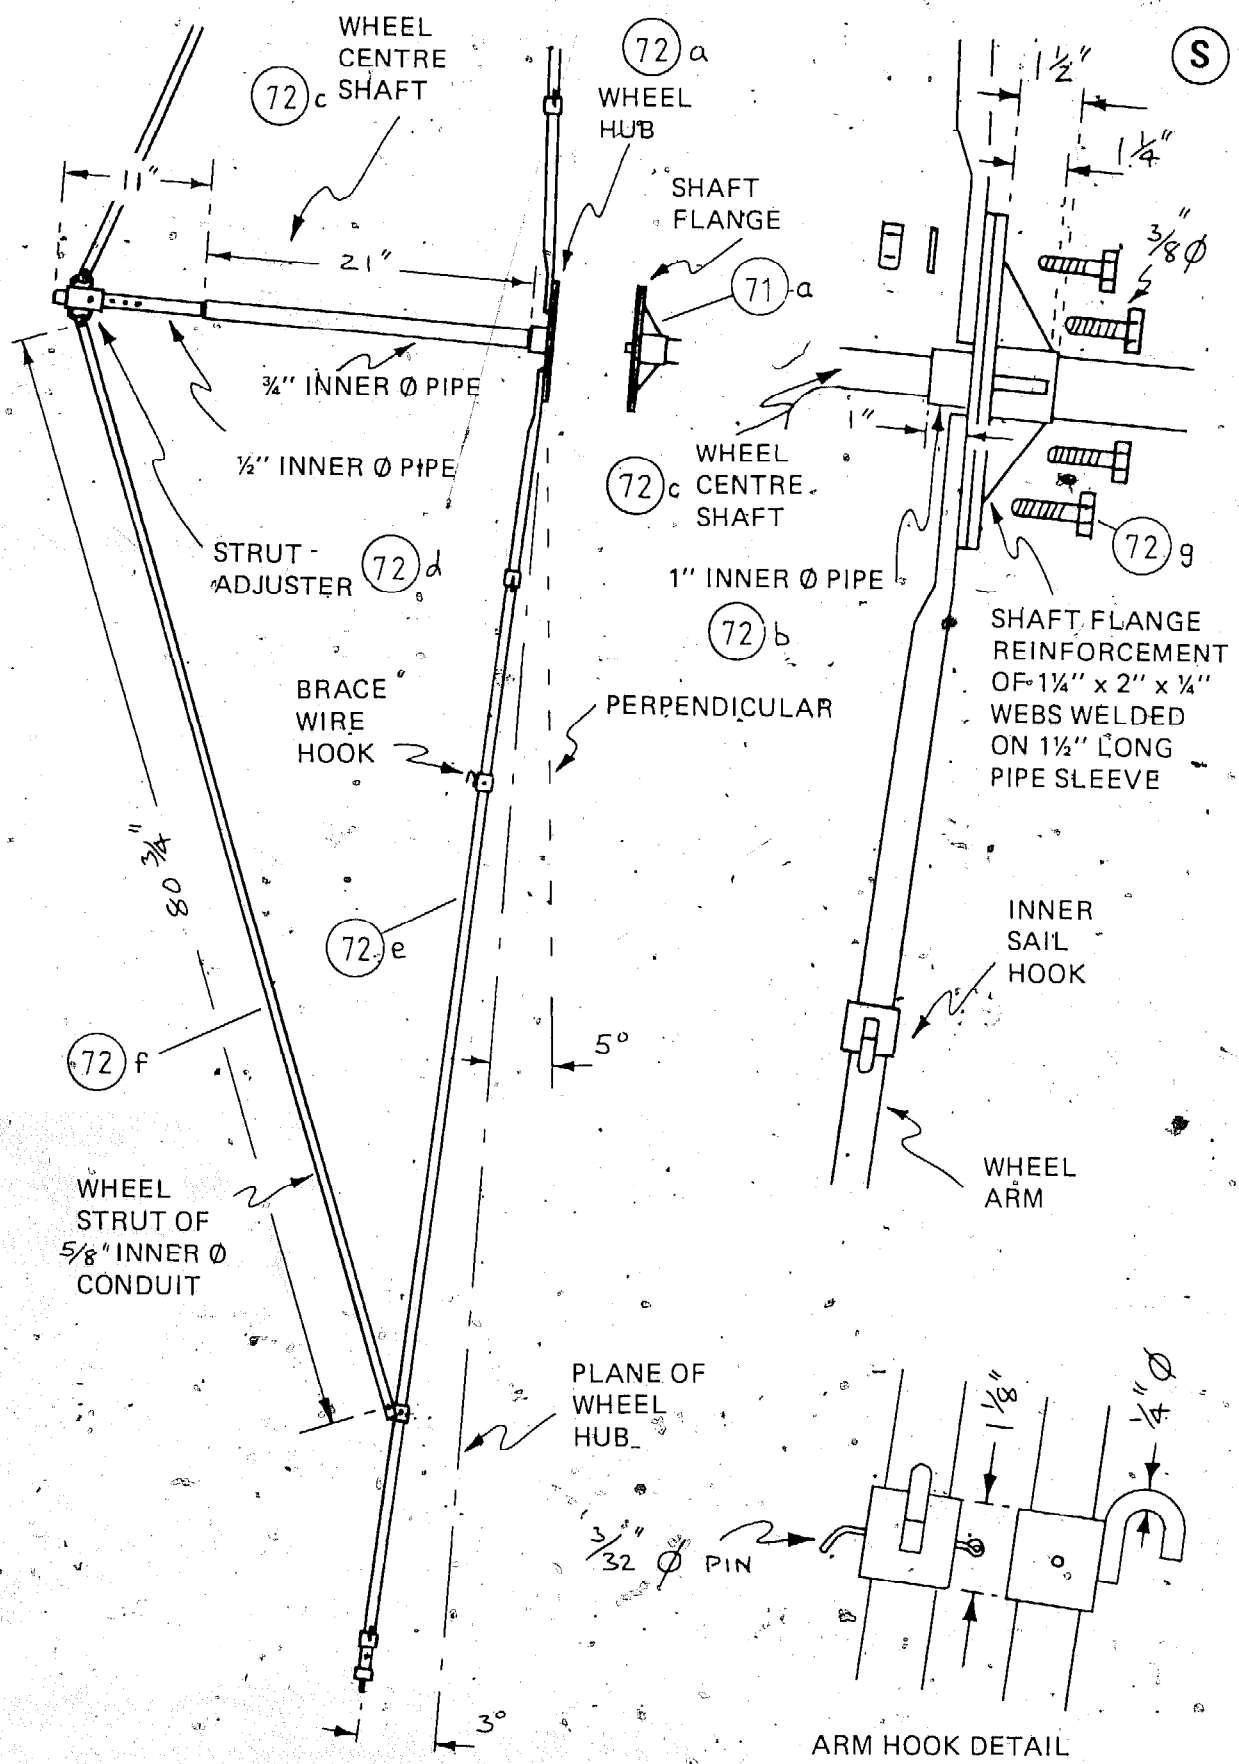 WHEEL
CENTRE
SHAFT
72 c
72 a
WHEEL
HUB
S
1 1/2"
1 1/4"
11"
SHAFT
FLANGE
3/8" Ø
21"
71-a
3/4" INNER Ø PIPE
1/2" INNER Ø PIPE
1"
WHEEL
CENTRE
SHAFT
72 c
STRUT-
ADJUSTER
72 d
72 g
1" INNER Ø PIPE
72 b
SHAFT FLANGE
REINFORCEMENT
OF 1¼" x 2" x ¼"
WEBS WELDED
ON 1½" LONG
PIPE SLEEVE
BRACE
WIRE
HOOK
PERPENDICULAR
80 3/4"
72 e
INNER
SAIL
HOOK
5°
72 f
WHEEL
ARM
WHEEL
STRUT OF
5/8" INNER Ø
CONDUIT
PLANE OF
WHEEL
HUB
1 1/8"
1/4" Ø
3/32" Ø PIN
3°
ARM HOOK DETAIL